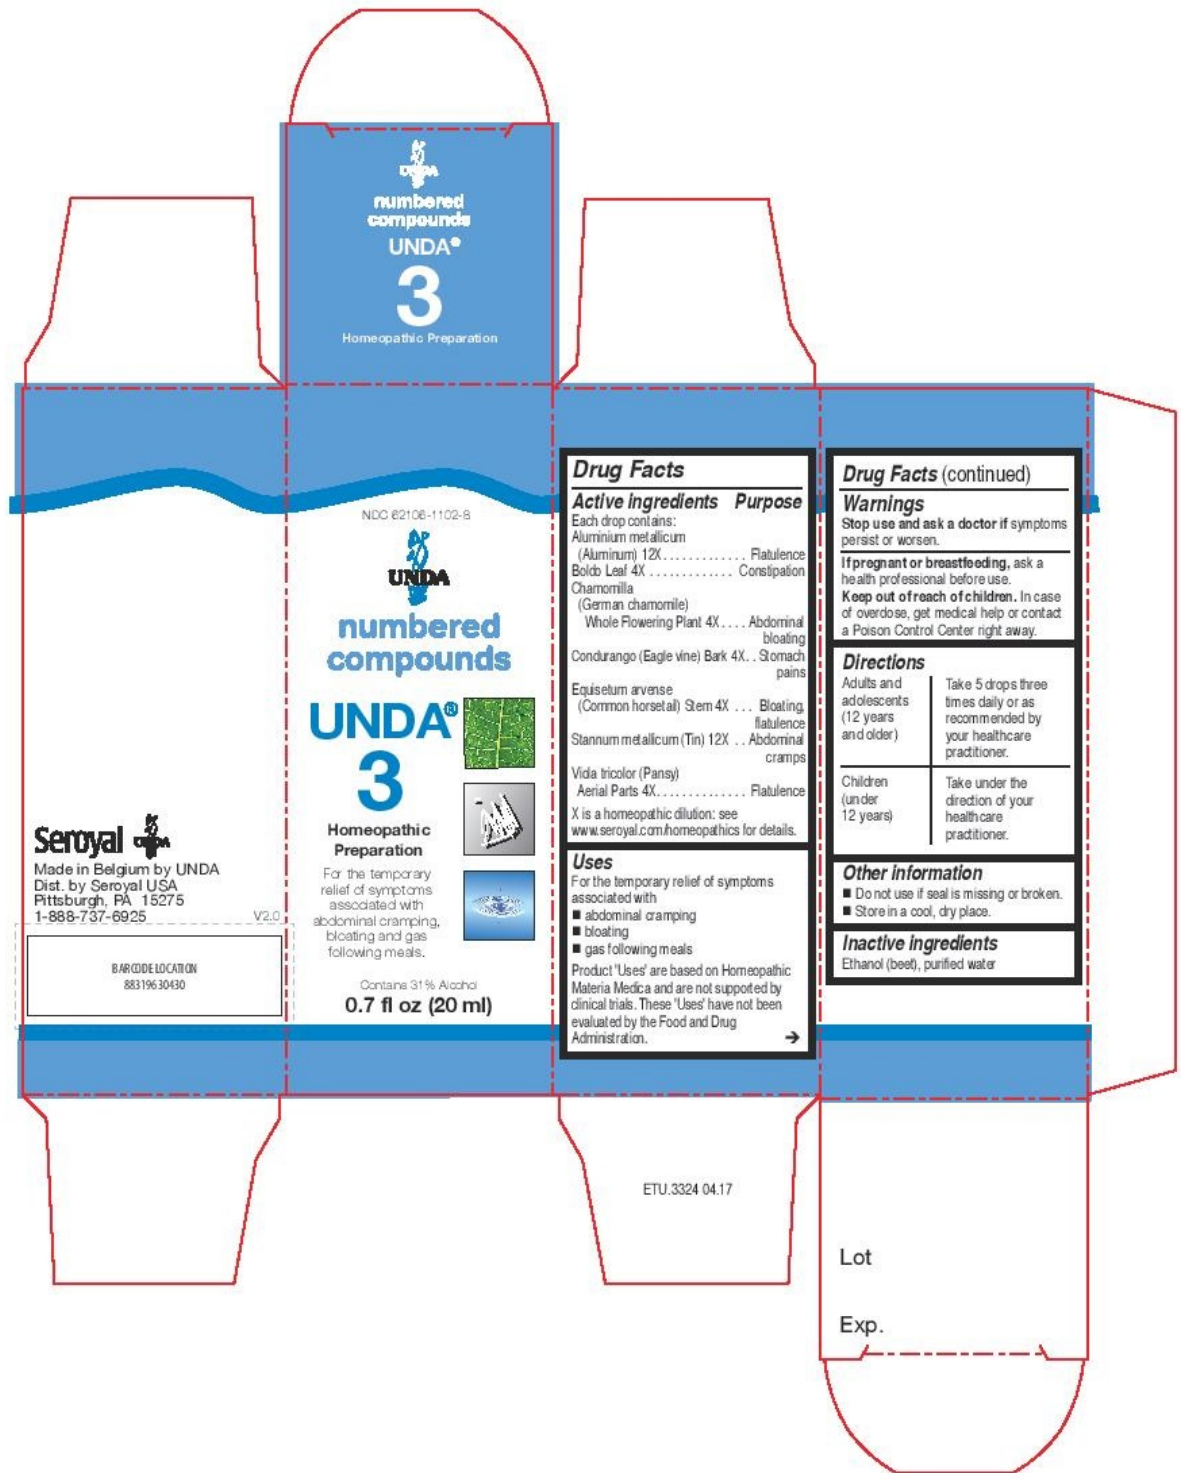 UNDA
numbered
compounds
UNDA®
3
Homeopathic Preparation
Seroyal UNDA
Made in Belgium by UNDA
Dist. by Seroyal USA
Pittsburgh, PA 15275
1-888-737-6925
V2.0
BARCODE LOCATION
88319630430
NDC 62106-1102-8
UNDA
numbered
compounds
UNDA®
3
Homeopathic
Preparation
For the temporary
relief of symptoms
associated with
abdominal cramping,
bloating and gas
following meals.
Contains 31% Alcohol
0.7 fl oz (20 ml)
Drug Facts
Active ingredients Purpose
Each drop contains:
Aluminium metallicum
(Aluminum) 12X............. Flatulence
Boldo Leaf 4X ............. Constipation
Chamomilla
(German chamomile)
Whole Flowering Plant 4X.... Abdominal
bloating
Condurango (Eagle vine) Bark 4X.. Stomach
pains
Equisetum arvense
(Common horsetail) Stem 4X ... Bloating,
flatulence
Stannum metallicum (Tin) 12X .. Abdominal
cramps
Viola tricolor (Pansy)
Aerial Parts 4X.............. Flatulence
X is a homeopathic dilution: see
www.seroyal.com/homeopathics for details.
Uses
For the temporary relief of symptoms
associated with
■ abdominal cramping
■ bloating
■ gas following meals
Product 'Uses' are based on Homeopathic
Materia Medica and are not supported by
clinical trials. These 'Uses' have not been
evaluated by the Food and Drug
Administration. →
Drug Facts (continued)
Warnings
Stop use and ask a doctor if symptoms
persist or worsen.
If pregnant or breastfeeding, ask a
health professional before use.
Keep out of reach of children. In case
of overdose, get medical help or contact
a Poison Control Center right away.
Directions
Adults and
adolescents
(12 years
and older)
Take 5 drops three
times daily or as
recommended by
your healthcare
practitioner.
Children
(under
12 years)
Take under the
direction of your
healthcare
practitioner.
Other information
■ Do not use if seal is missing or broken.
■ Store in a cool, dry place.
Inactive ingredients
Ethanol (beet), purified water
ETU.3324 04.17
Lot
Exp.